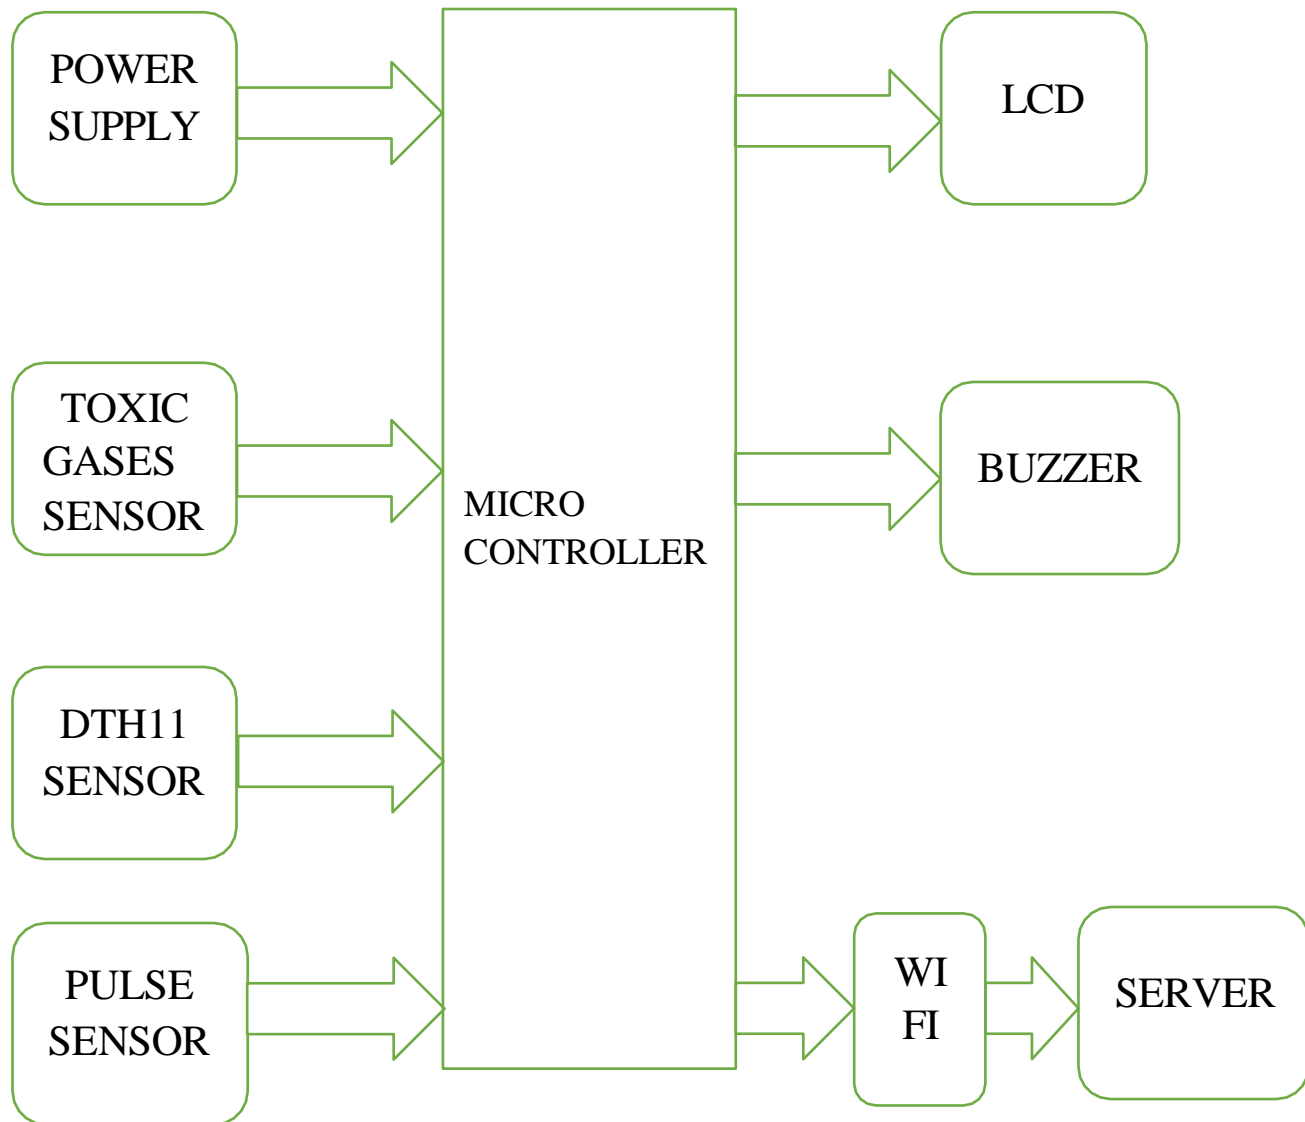 POWER
SUPPLY
LCD
TOXIC
GASES
SENSOR
MICRO
CONTROLLER
BUZZER
DTH11
SENSOR
PULSE
SENSOR
WI
FI
SERVER